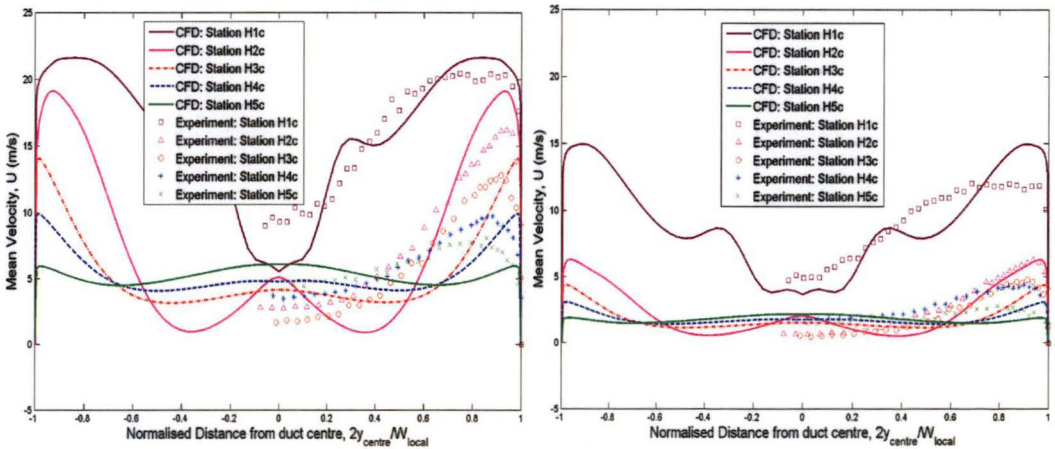 25
20
15
10
5
0
-5
Mean Velocity, U (m/s)
CFD: Station H1c
CFD: Station H2c
CFD: Station H3c
CFD: Station H4c
CFD: Station H5c
Experiment: Station H1c
Experiment: Station H2c
Experiment: Station H3c
Experiment: Station H4c
Experiment: Station H5c
-1 -0.8 -0.6 -0.4 -0.2 0 0.2 0.4 0.6 0.8 1
Normalised Distance from duct centre, 2y_centre/W_local
25
20
15
10
5
0
-5
Mean Velocity, U (m/s)
CFD: Station H1c
CFD: Station H2c
CFD: Station H3c
CFD: Station H4c
CFD: Station H5c
Experiment: Station H1c
Experiment: Station H2c
Experiment: Station H3c
Experiment: Station H4c
Experiment: Station H5c
-1 -0.8 -0.6 -0.4 -0.2 0 0.2 0.4 0.6 0.8 1
Normalised Distance from duct centre, 2y_centre/W_local